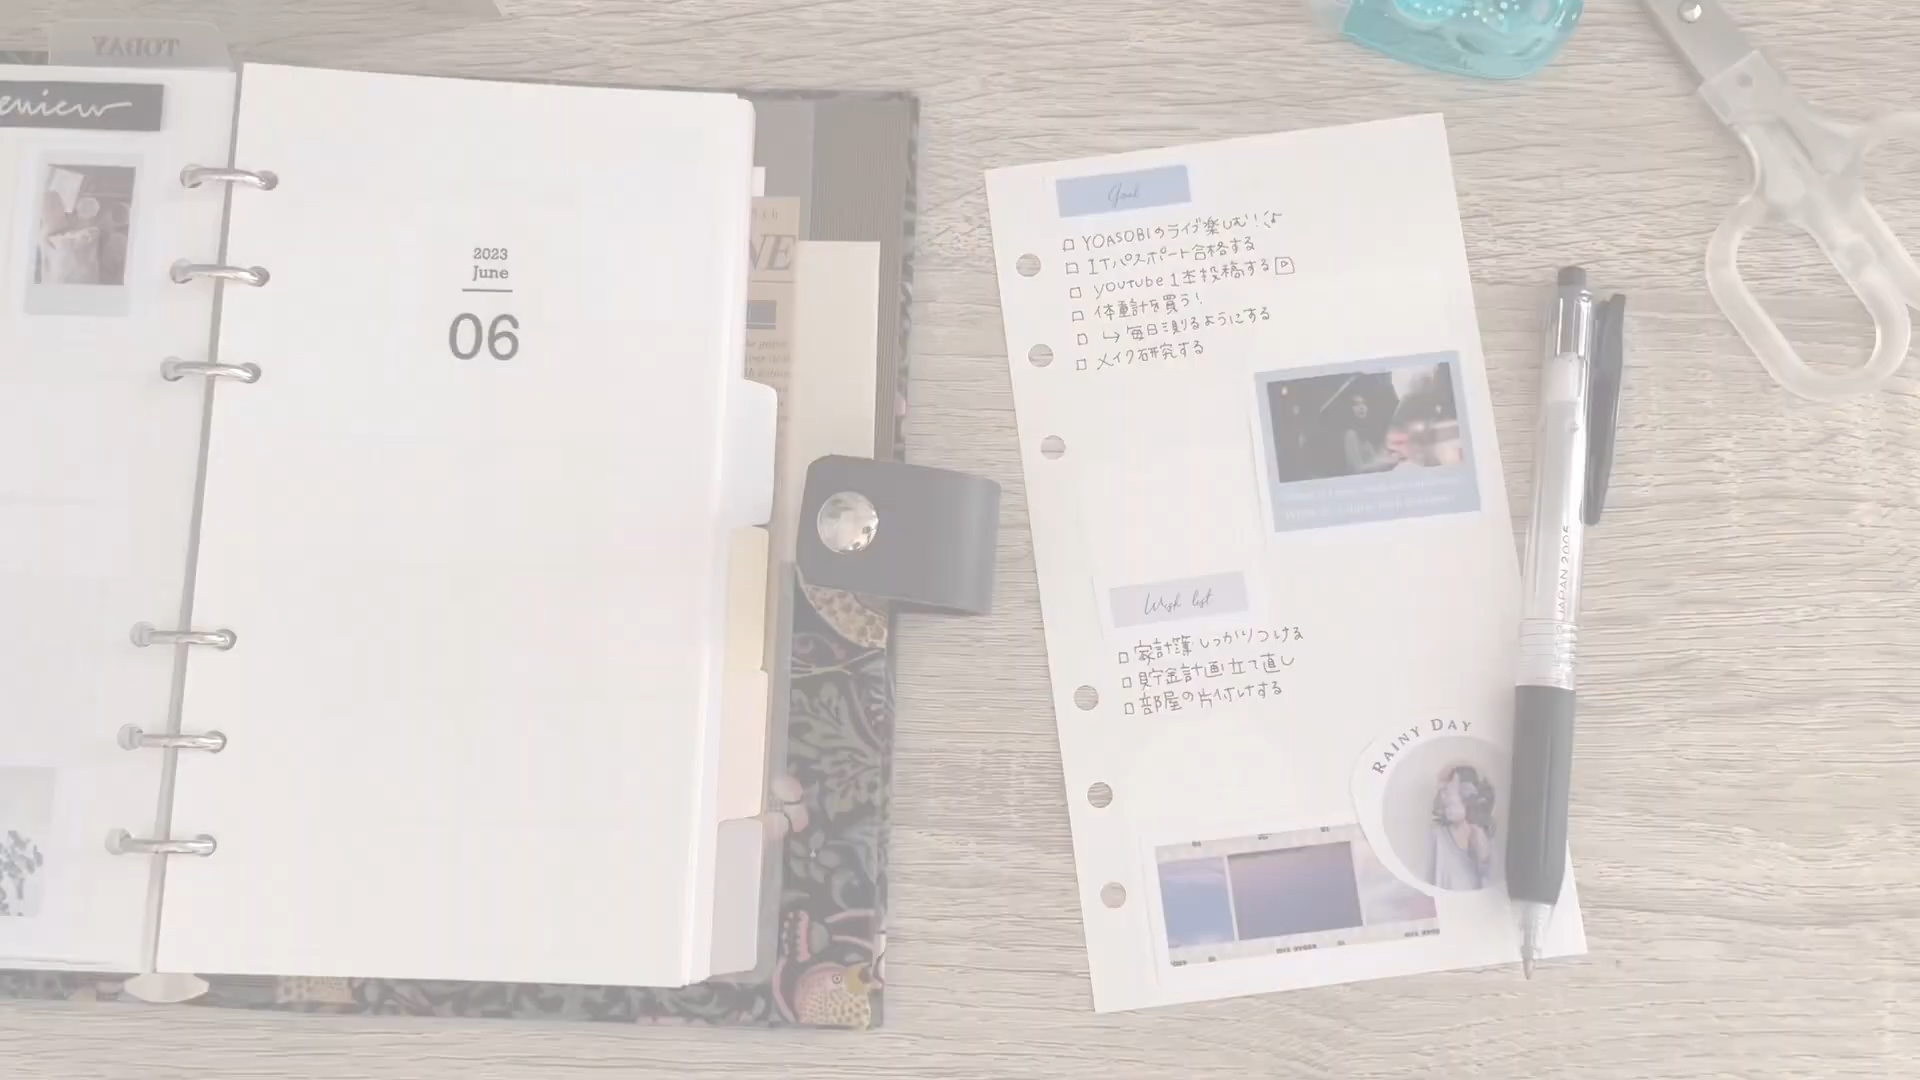 TODAY
2023
June
06
Goal
□ YOASOBIのライブ楽しむ!
□ ITパスポート合格する
□ youtube 1本投稿する
□ 体重計を買う!
□ ↳ 毎日測るようにする
□ メイク研究する
Wish list
□ 家計簿しっかりつける
□ 貯金計画立て直し
□ 部屋の片付けする
RAINY DAY
JAPAN 2005